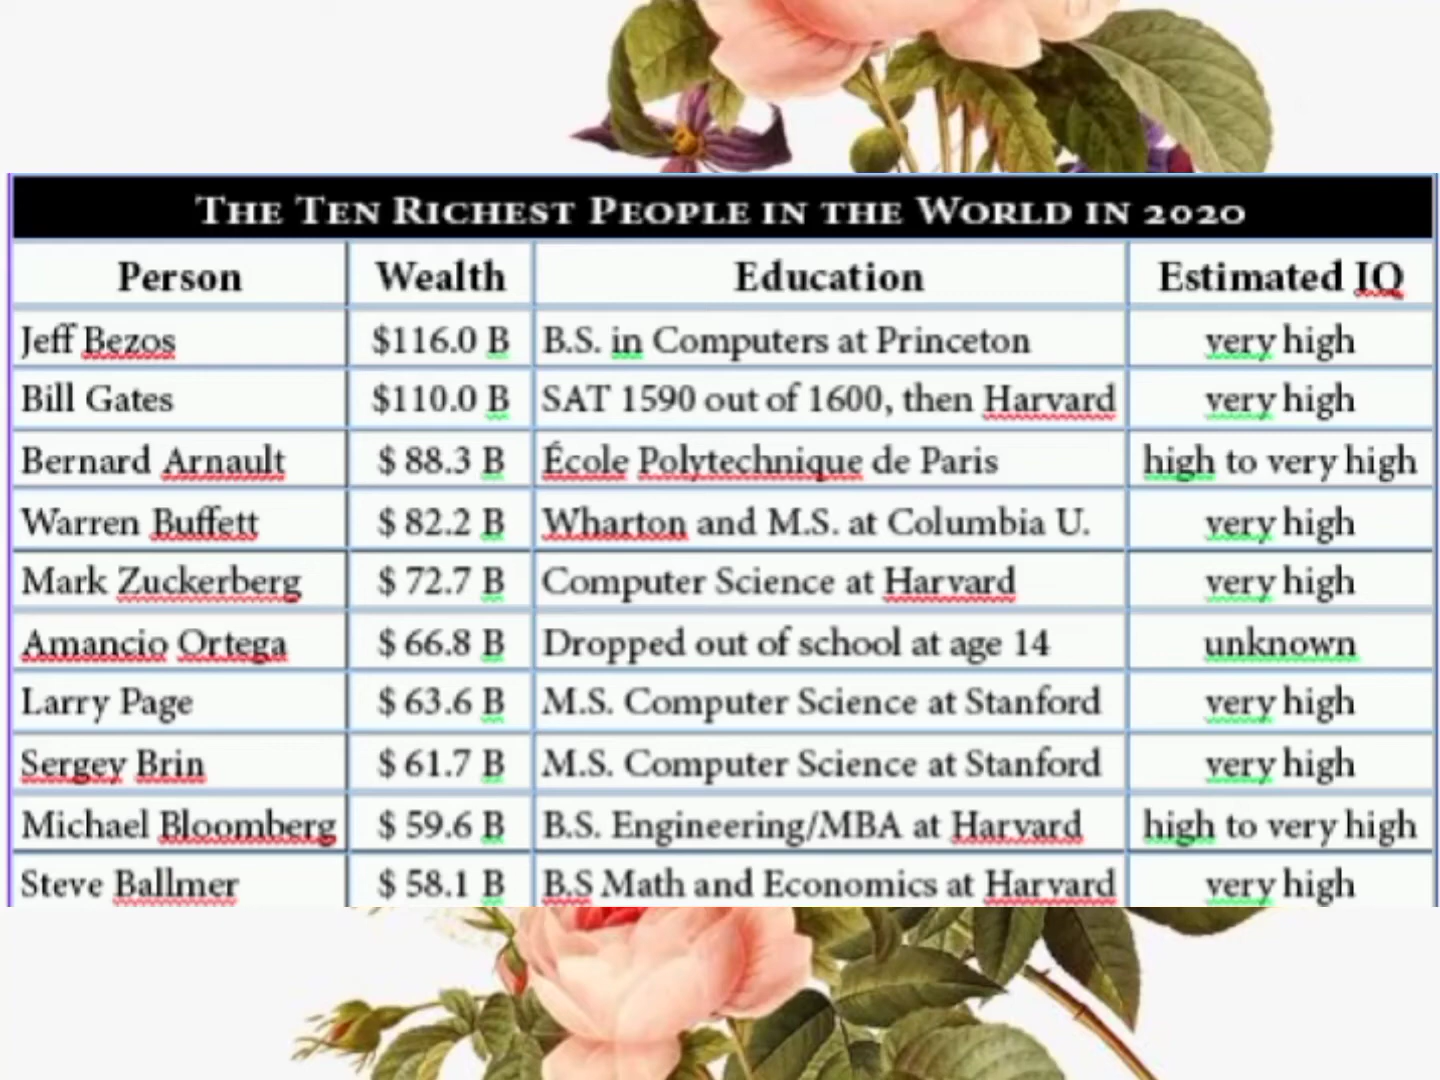 The Ten Richest People in the World in 2020
Person Wealth Education Estimated IQ
Jeff Bezos $116.0 B B.S. in Computers at Princeton very high
Bill Gates $110.0 B SAT 1590 out of 1600, then Harvard very high
Bernard Arnault $ 88.3 B École Polytechnique de Paris high to very high
Warren Buffett $ 82.2 B Wharton and M.S. at Columbia U. very high
Mark Zuckerberg $ 72.7 B Computer Science at Harvard very high
Amancio Ortega $ 66.8 B Dropped out of school at age 14 unknown
Larry Page $ 63.6 B M.S. Computer Science at Stanford very high
Sergey Brin $ 61.7 B M.S. Computer Science at Stanford very high
Michael Bloomberg $ 59.6 B B.S. Engineering/MBA at Harvard high to very high
Steve Ballmer $ 58.1 B B.S Math and Economics at Harvard very high